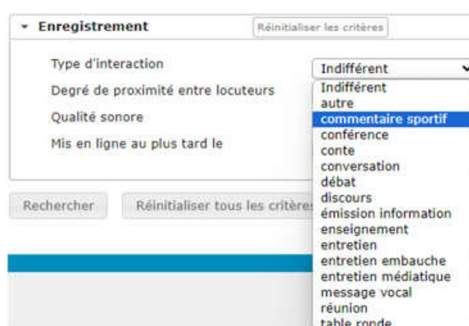 Enregistrement Réinitialiser les critères
Type d'interaction Indifférent
Degré de proximité entre locuteurs
Qualité sonore
Mis en ligne au plus tard le
Indifférent
autre
commentaire sportif
conférence
conte
conversation
débat
discours
émission information
enseignement
entretien
entretien embauche
entretien médiatique
message vocal
réunion
table ronde
Rechercher Réinitialiser tous les critères